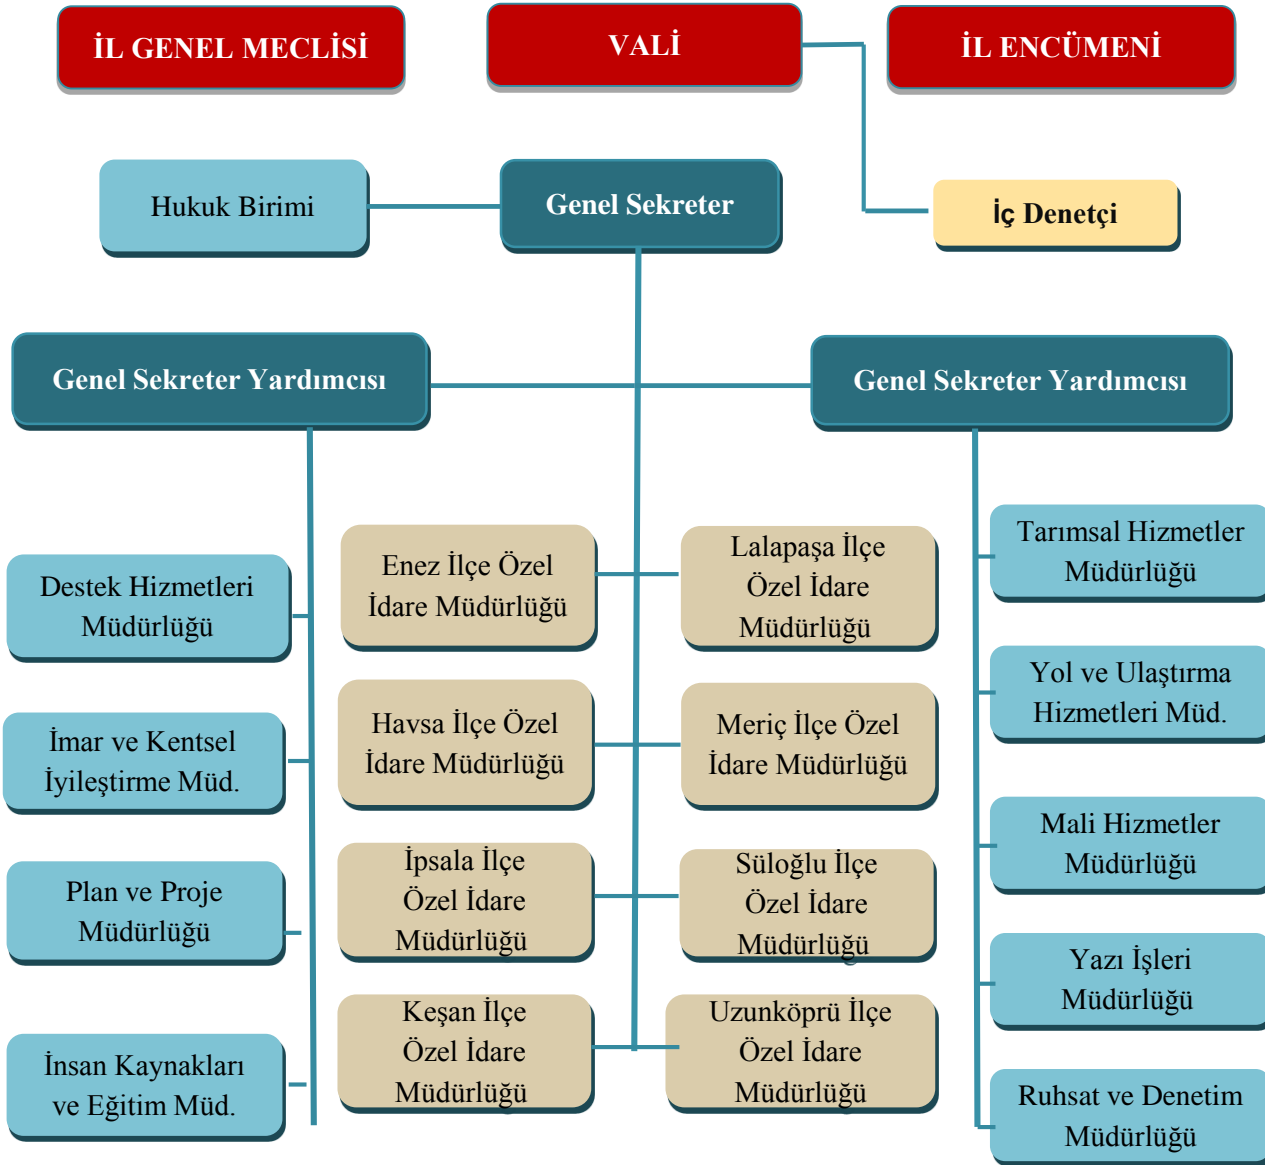 İL GENEL MECLİSİ
VALİ
İL ENCÜMENİ
Hukuk Birimi
Genel Sekreter
İç Denetçi
Genel Sekreter Yardımcısı
Genel Sekreter Yardımcısı
Destek Hizmetleri
Müdürlüğü
İmar ve Kentsel
İyileştirme Müd.
Plan ve Proje
Müdürlüğü
İnsan Kaynakları
ve Eğitim Müd.
Enez İlçe Özel
İdare Müdürlüğü
Havsa İlçe Özel
İdare Müdürlüğü
İpsala İlçe
Özel İdare
Müdürlüğü
Keşan İlçe
Özel İdare
Müdürlüğü
Lalapaşa İlçe
Özel İdare
Müdürlüğü
Meriç İlçe Özel
İdare Müdürlüğü
Süloğlu İlçe
Özel İdare
Müdürlüğü
Uzunköprü İlçe
Özel İdare
Müdürlüğü
Tarımsal Hizmetler
Müdürlüğü
Yol ve Ulaştırma
Hizmetleri Müd.
Mali Hizmetler
Müdürlüğü
Yazı İşleri
Müdürlüğü
Ruhsat ve Denetim
Müdürlüğü